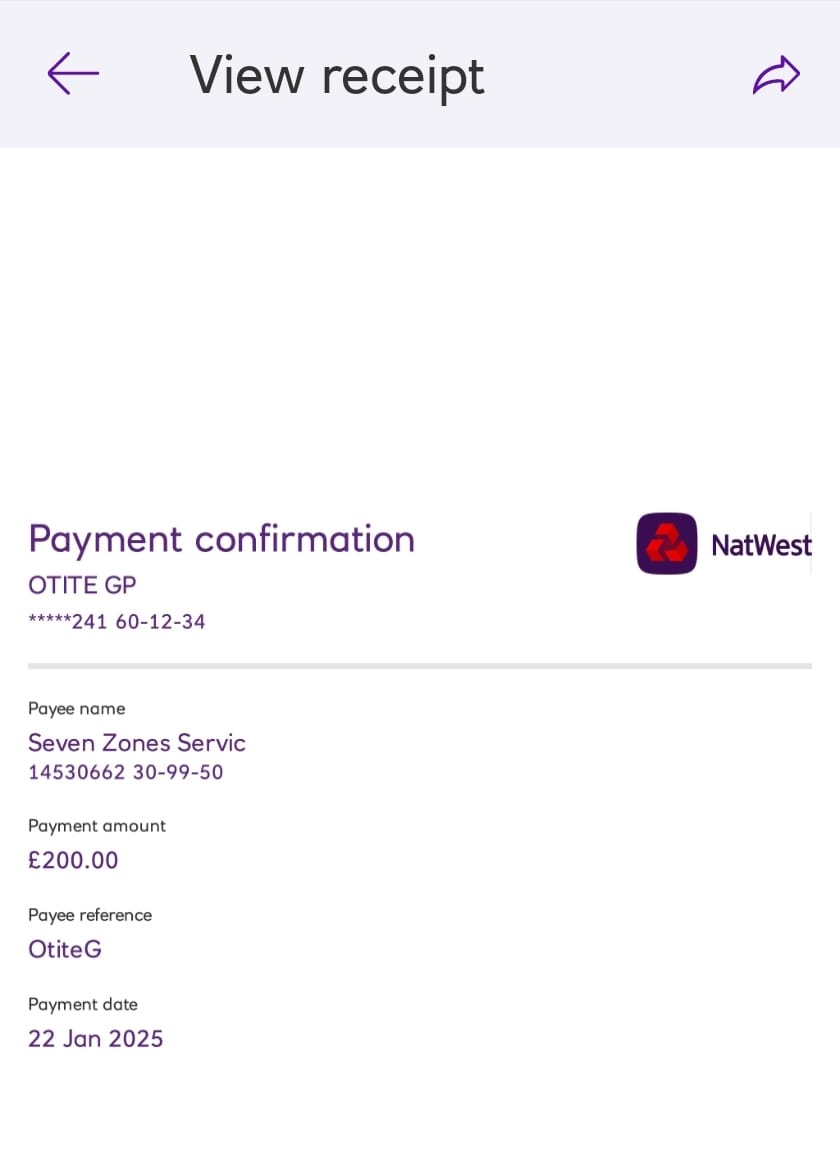 View receipt
Payment confirmation
NatWest
OTITE GP
*****241 60-12-34
Payee name
Seven Zones Servic
14530662 30-99-50
Payment amount
£200.00
Payee reference
OtiteG
Payment date
22 Jan 2025